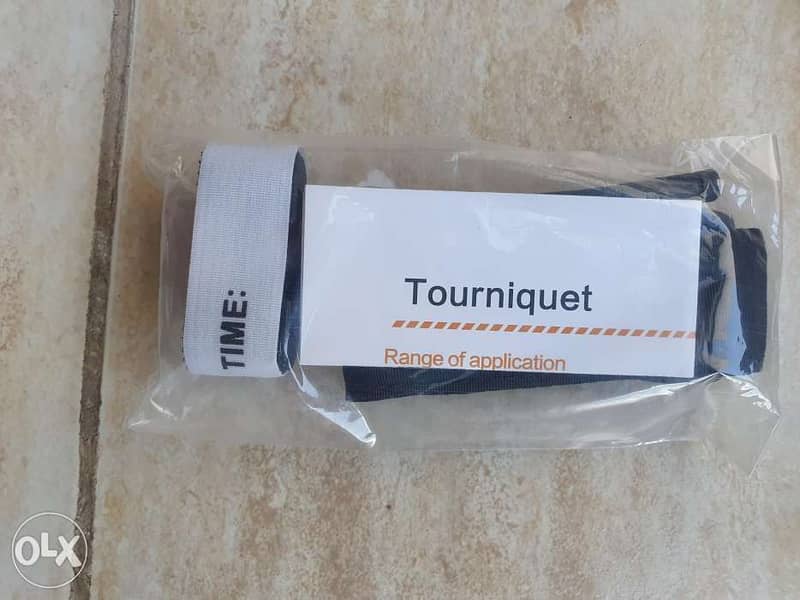 TIME:
Tourniquet
Range of application
OLX